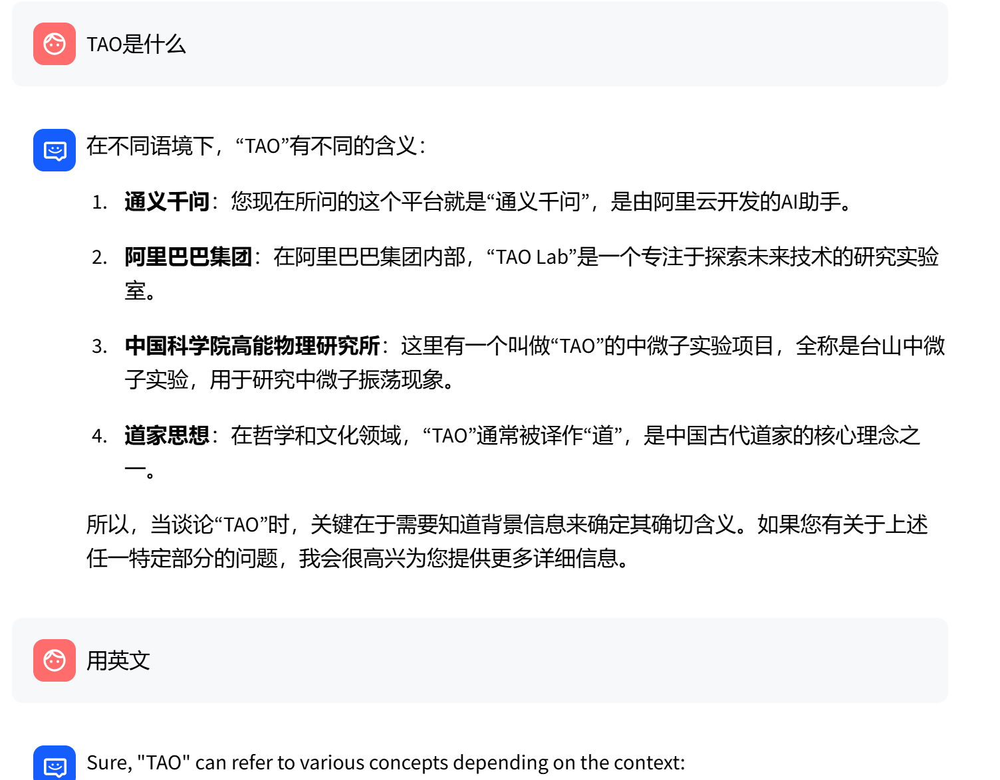 TAO是什么
在不同语境下，“TAO”有不同的含义：
1. 通义千问：您现在所问的这个平台就是“通义千问”，是由阿里云开发的AI助手。
2. 阿里巴巴集团：在阿里巴巴集团内部，“TAO Lab”是一个专注于探索未来技术的研究实验
室。
3. 中国科学院高能物理研究所：这里有一个叫做“TAO”的中微子实验项目，全称是台山中微
子实验，用于研究中微子振荡现象。
4. 道家思想：在哲学和文化领域，“TAO”通常被译作“道”，是中国古代道家的核心理念之
一。
所以，当谈论“TAO”时，关键在于需要知道背景信息来确定其确切含义。如果您有关于上述
任一特定部分的问题，我会很高兴为您提供更多详细信息。
用英文
Sure, "TAO" can refer to various concepts depending on the context: